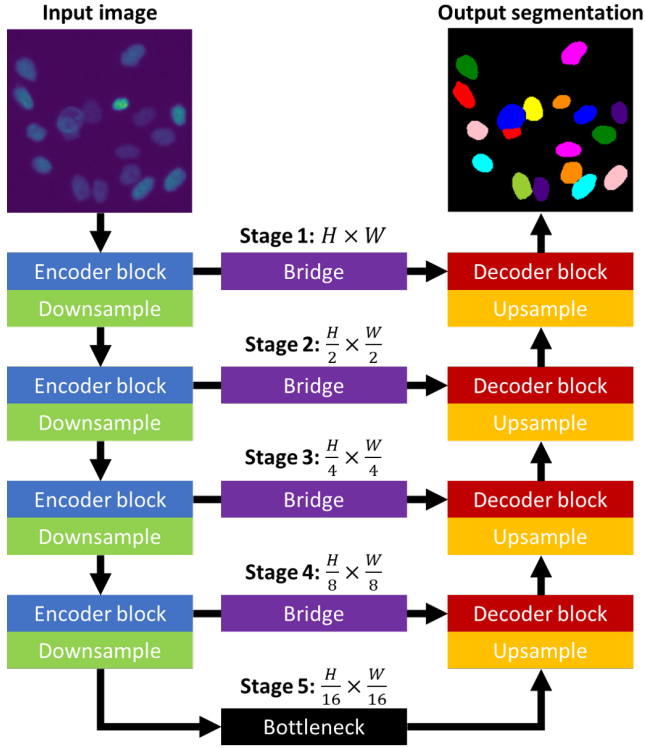 Input image
Output segmentation
Stage 1: H × W
Encoder block
Bridge
Decoder block
Downsample
Upsample
Stage 2: H/2 × W/2
Encoder block
Bridge
Decoder block
Downsample
Upsample
Stage 3: H/4 × W/4
Encoder block
Bridge
Decoder block
Downsample
Upsample
Stage 4: H/8 × W/8
Encoder block
Bridge
Decoder block
Downsample
Upsample
Stage 5: H/16 × W/16
Bottleneck